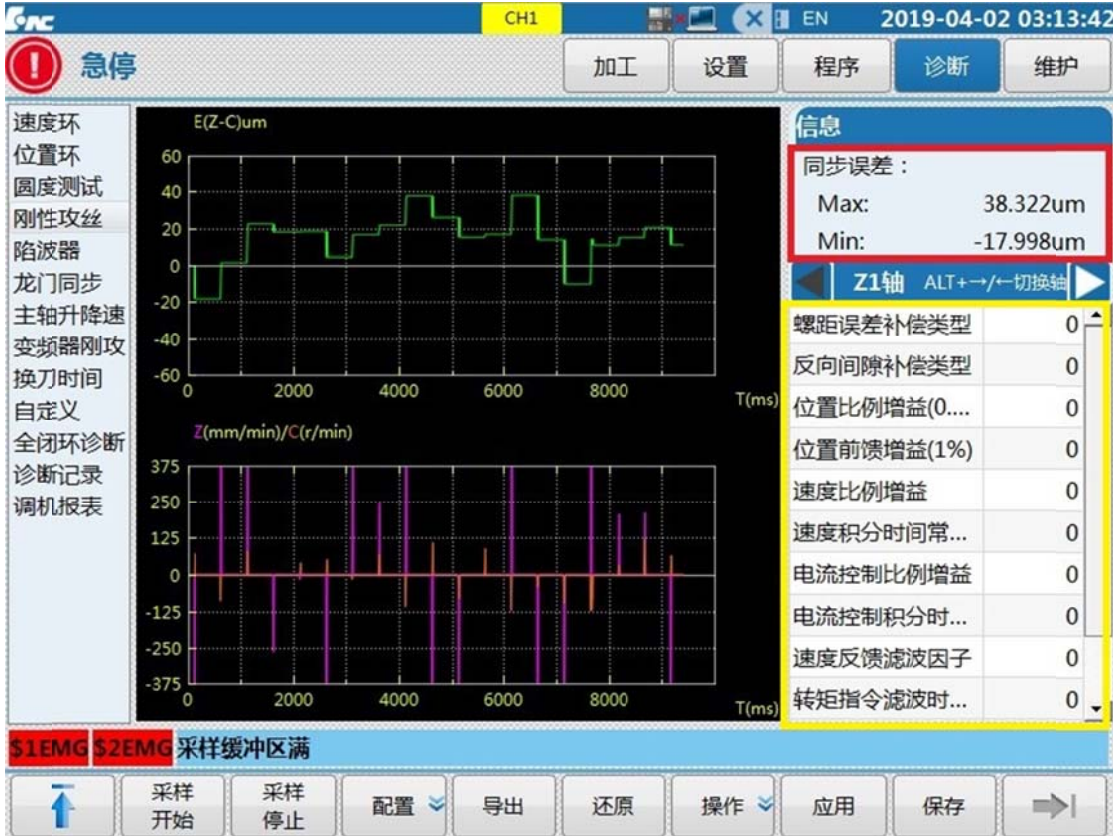 CH1 EN 2019-04-02 03:13:42
急停 加工 设置 程序 诊断 维护
速度环
位置环
圆度测试
刚性攻丝
陷波器
龙门同步
主轴升降速
变频器刚攻
换刀时间
自定义
全闭环诊断
诊断记录
调机报表
E(Z-C)um
60
40
20
0
-20
-40
-60
0 2000 4000 6000 8000 T(ms)
Z(mm/min)/C(r/min)
375
250
125
0
-125
-250
-375
0 2000 4000 6000 8000 T(ms)
信息
同步误差：
Max: 38.322um
Min: -17.998um
Z1轴 ALT+→/←切换轴
螺距误差补偿类型 0
反向间隙补偿类型 0
位置比例增益(0.... 0
位置前馈增益(1%) 0
速度比例增益 0
速度积分时间常... 0
电流控制比例增益 0
电流控制积分时... 0
速度反馈滤波因子 0
转矩指令滤波时... 0
$1EMG $2EMG 采样缓冲区满
采样开始 采样停止 配置 导出 还原 操作 应用 保存